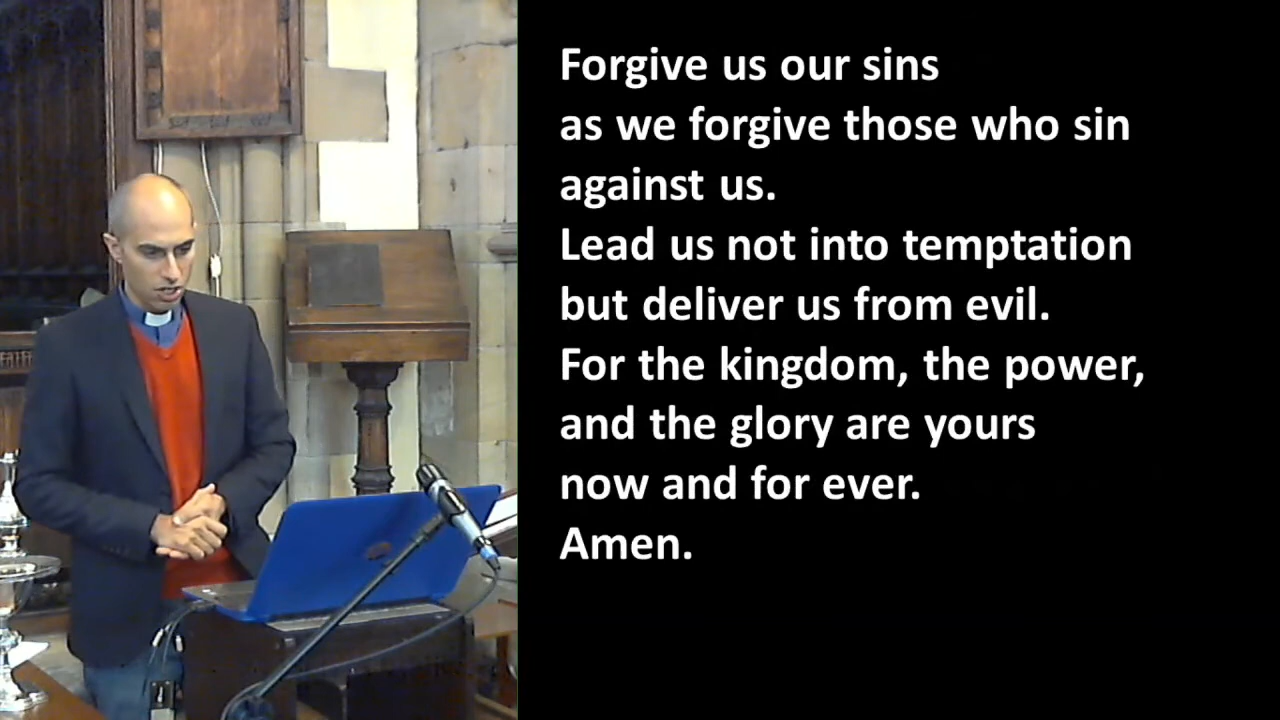 Forgive us our sins
as we forgive those who sin
against us.
Lead us not into temptation
but deliver us from evil.
For the kingdom, the power,
and the glory are yours
now and for ever.
Amen.